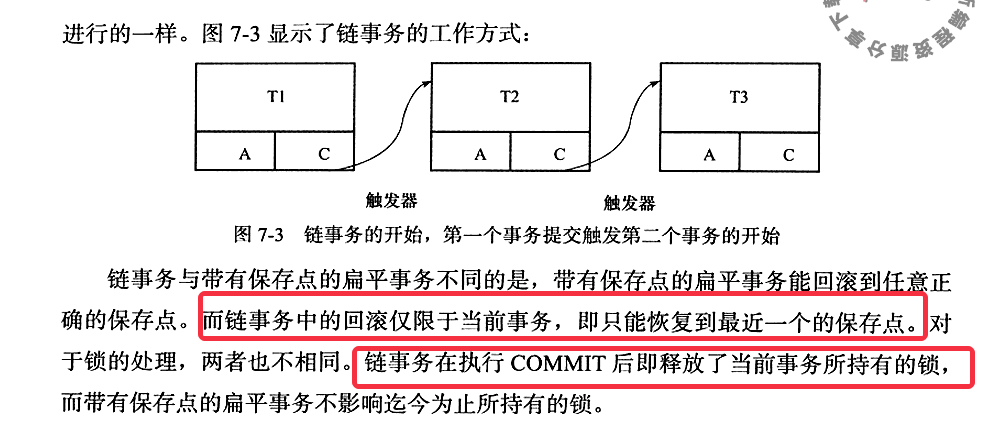 进行的一样。图 7-3 显示了链事务的工作方式：
T1
T2
T3
A
C
A
C
A
C
触发器
触发器
图 7-3 链事务的开始，第一个事务提交触发第二个事务的开始
链事务与带有保存点的扁平事务不同的是，带有保存点的扁平事务能回滚到任意正
确的保存点。而链事务中的回滚仅限于当前事务，即只能恢复到最近一个的保存点。对
于锁的处理，两者也不相同。链事务在执行 COMMIT 后即释放了当前事务所持有的锁，
而带有保存点的扁平事务不影响迄今为止所持有的锁。
编程资源分享下